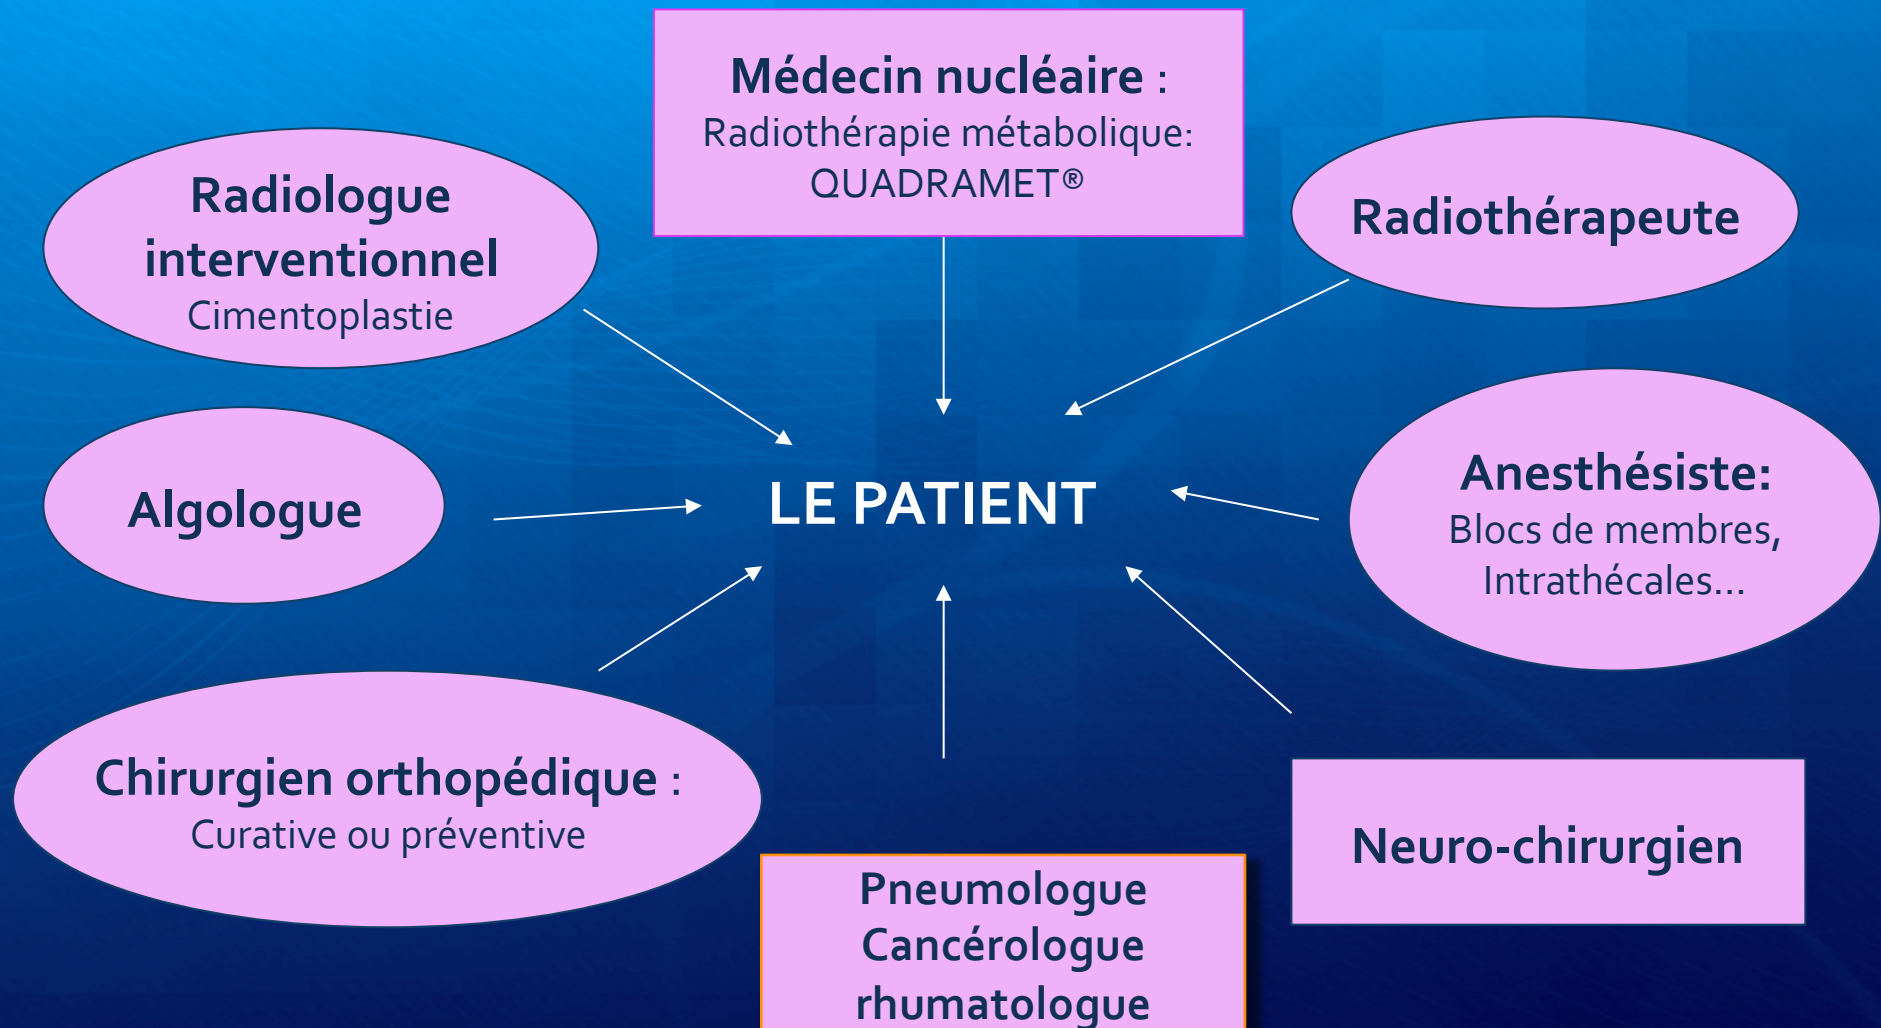 Médecin nucléaire :
Radiothérapie métabolique:
QUADRAMET®
Radiologue
interventionnel
Cimentoplastie
Radiothérapeute
Algologue
LE PATIENT
Anesthésiste:
Blocs de membres,
Intrathécales...
Chirurgien orthopédique :
Curative ou préventive
Neuro-chirurgien
Pneumologue
Cancérologue
rhumatologue